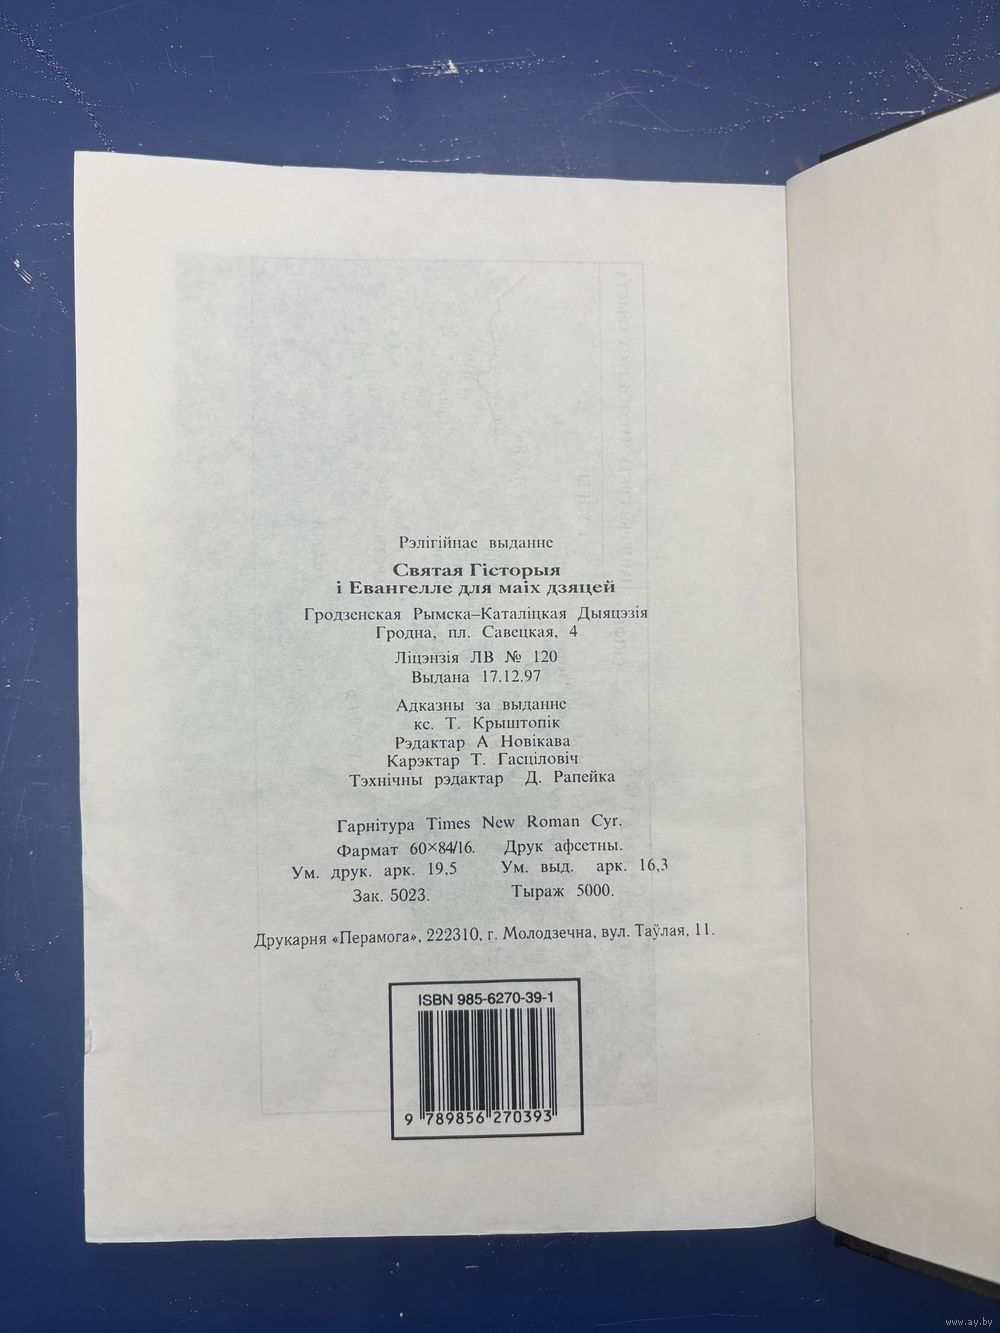 Рэлігійнае выданне
Святая Гісторыя
і Евангелле для маіх дзяцей
Гродзенская Рымска–Каталіцкая Дыяцэзія
Гродна, пл. Савецкая, 4
Ліцэнзія ЛВ № 120
Выдана 17.12.97
Адказны за выданне
кс. Т. Крыштопік
Рэдактар А Новікава
Карэктар Т. Гасціловіч
Тэхнічны рэдактар Д. Рапейка
Гарнітура Times New Roman Cyr.
Фармат 60×84/16. Друк афсетны.
Ум. друк. арк. 19,5 Ум. выд. арк. 16,3
Зак. 5023. Тыраж 5000.
Друкарня «Перамога», 222310, г. Молодзечна, вул. Таўлая, 11.
ISBN 985-6270-39-1
9 789856 270393
www.ay.by